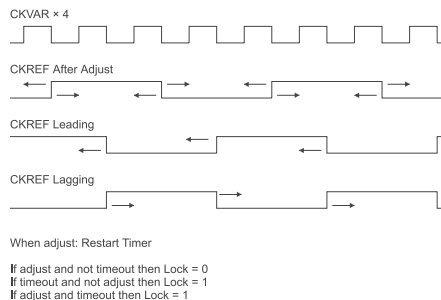 CKVAR × 4
CKREF After Adjust
CKREF Leading
CKREF Lagging
When adjust: Restart Timer
If adjust and not timeout then Lock = 0
If timeout and not adjust then Lock = 1
If adjust and timeout then Lock = 1